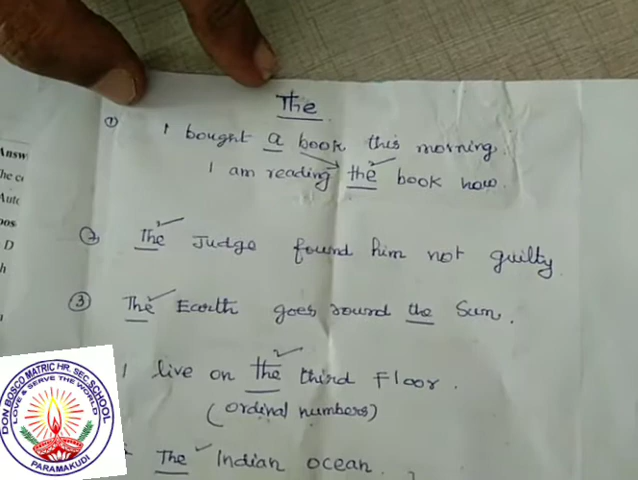 The
① I bought a book this morning.
I am reading the book now.
② The Judge found him not guilty.
③ The Earth goes round the Sun.
I live on the third Floor.
(ordinal numbers)
The Indian ocean.
Answ
Auto
D
DON BOSCO MATRIC HR. SEC. SCHOOL
LOVE & SERVE THE WORLD
PARAMAKUDI